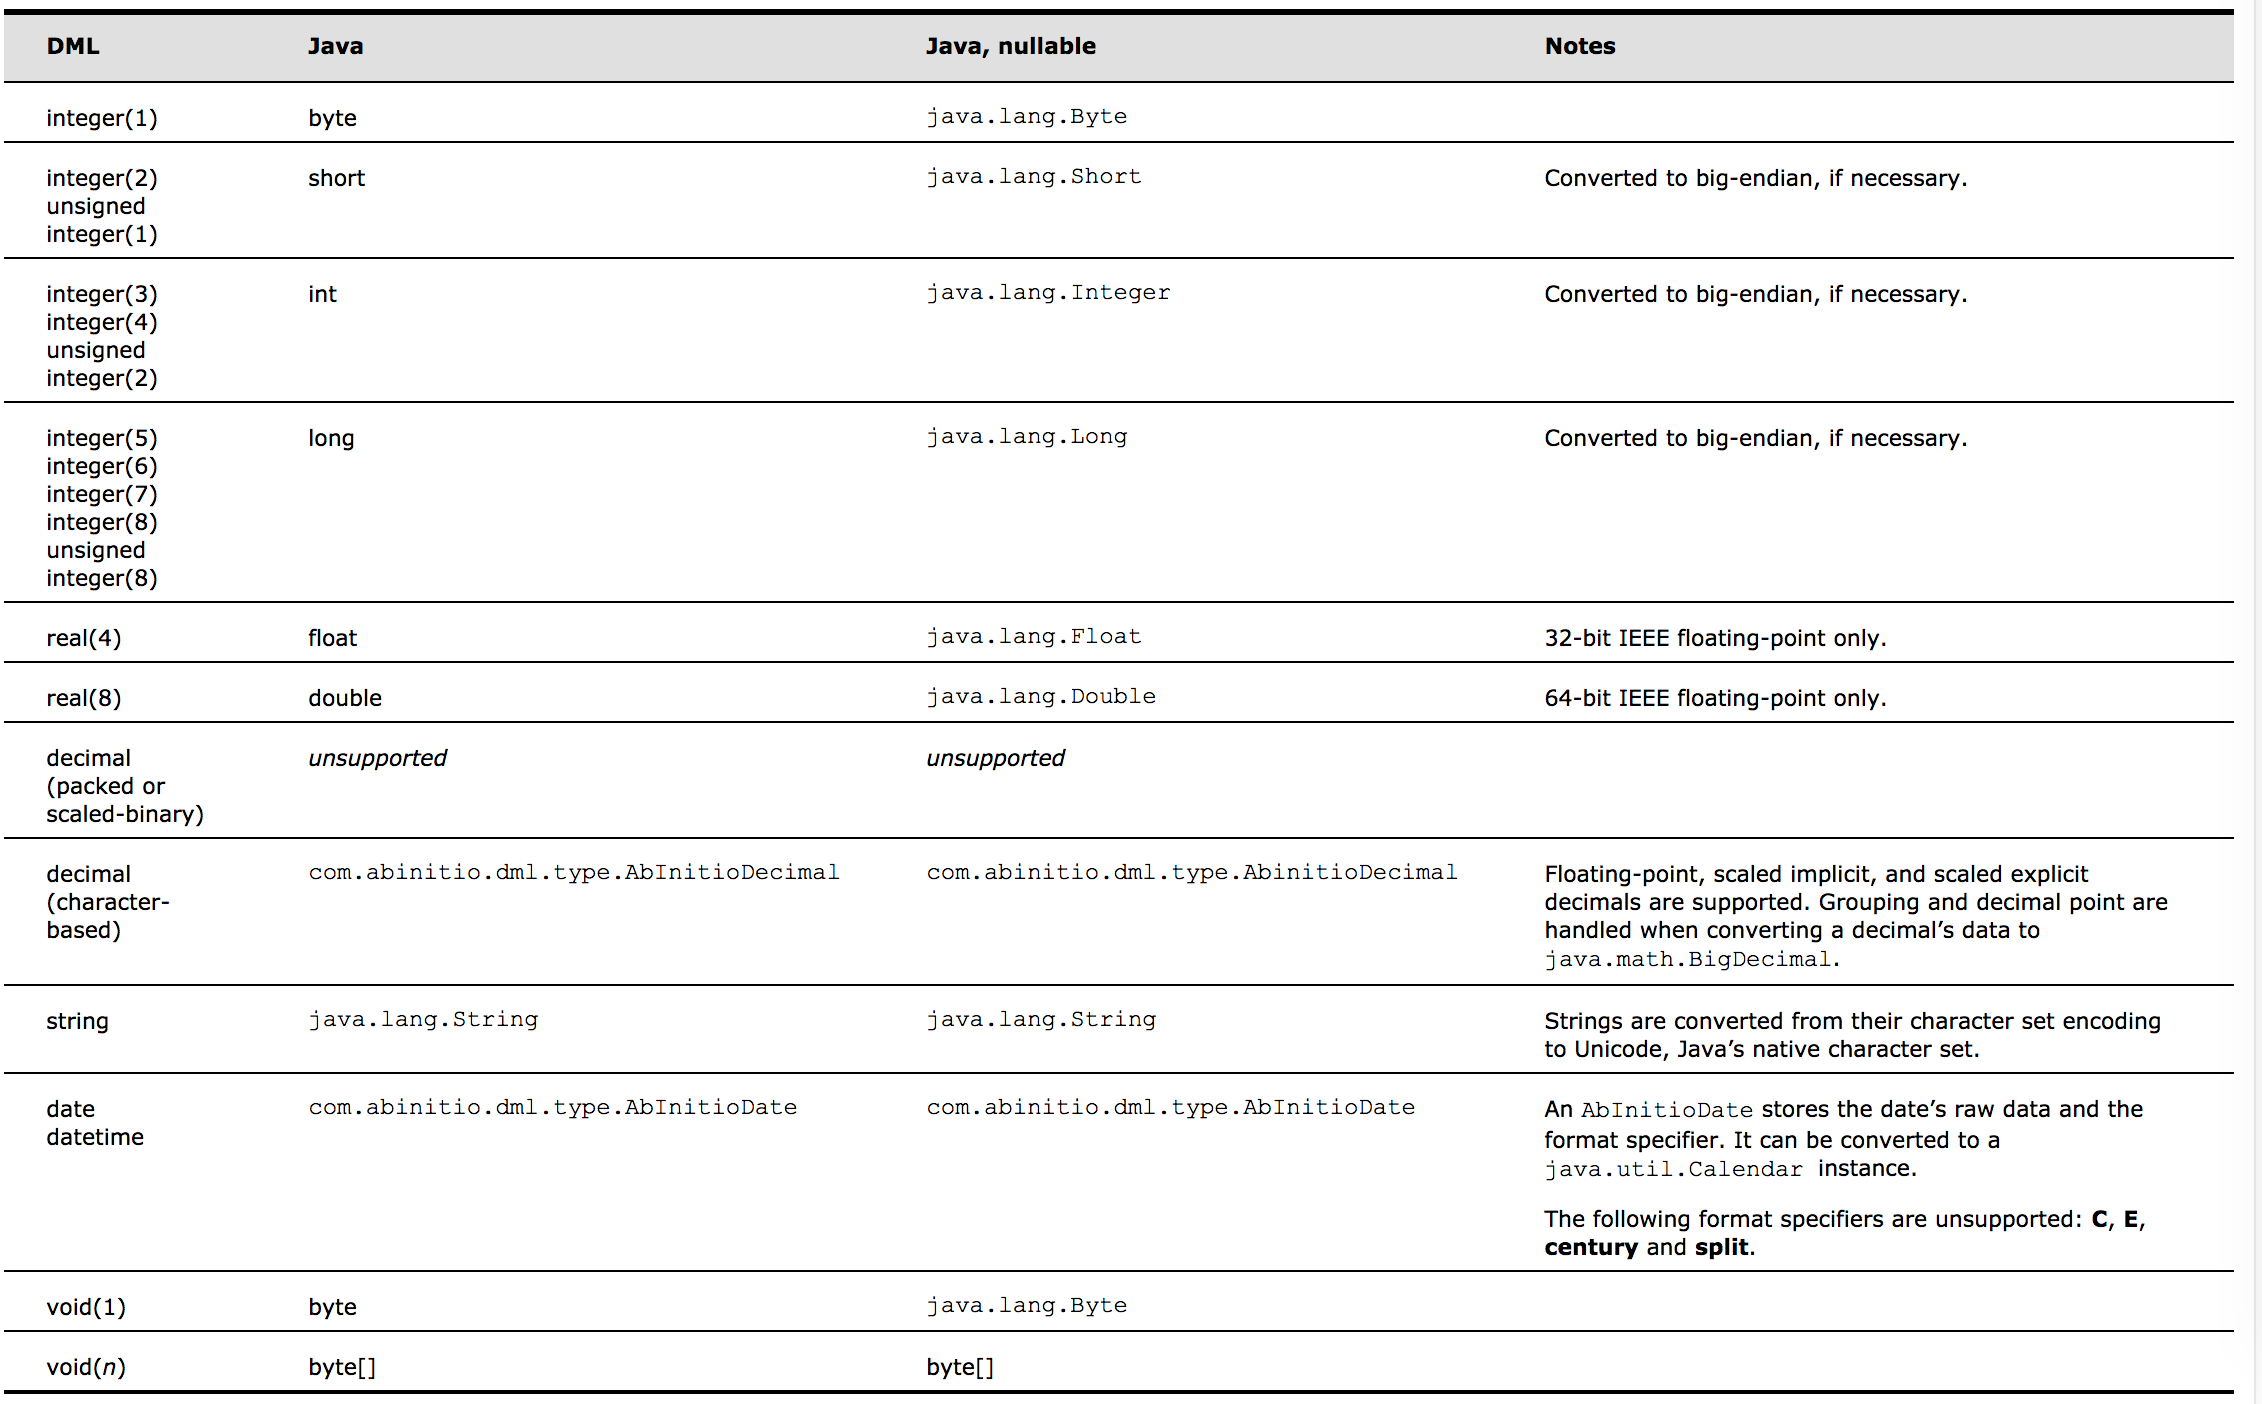 DML Java Java, nullable Notes
integer(1) byte java.lang.Byte
integer(2) short java.lang.Short Converted to big-endian, if necessary.
unsigned
integer(1)
integer(3) int java.lang.Integer Converted to big-endian, if necessary.
integer(4)
unsigned
integer(2)
integer(5) long java.lang.Long Converted to big-endian, if necessary.
integer(6)
integer(7)
integer(8)
unsigned
integer(8)
real(4) float java.lang.Float 32-bit IEEE floating-point only.
real(8) double java.lang.Double 64-bit IEEE floating-point only.
decimal unsupported unsupported
(packed or
scaled-binary)
decimal com.abinitio.dml.type.AbInitioDecimal com.abinitio.dml.type.AbinitioDecimal Floating-point, scaled implicit, and scaled explicit
(character- decimals are supported. Grouping and decimal point are
based) handled when converting a decimal’s data to
java.math.BigDecimal.
string java.lang.String java.lang.String Strings are converted from their character set encoding
to Unicode, Java’s native character set.
date com.abinitio.dml.type.AbInitioDate com.abinitio.dml.type.AbInitioDate An AbInitioDate stores the date’s raw data and the
datetime format specifier. It can be converted to a
java.util.Calendar instance.
The following format specifiers are unsupported: C, E,
century and split.
void(1) byte java.lang.Byte
void(n) byte[] byte[]